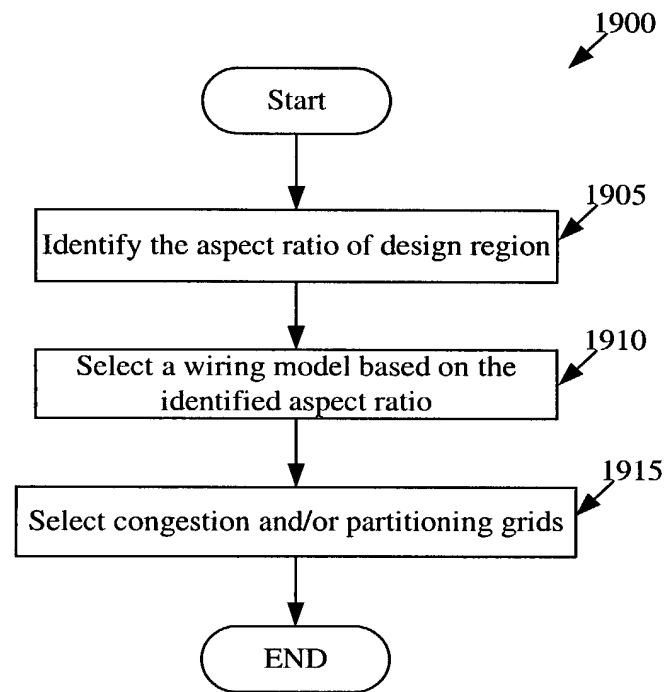 1900
Start
1905
Identify the aspect ratio of design region
1910
Select a wiring model based on the
identified aspect ratio
1915
Select congestion and/or partitioning grids
END